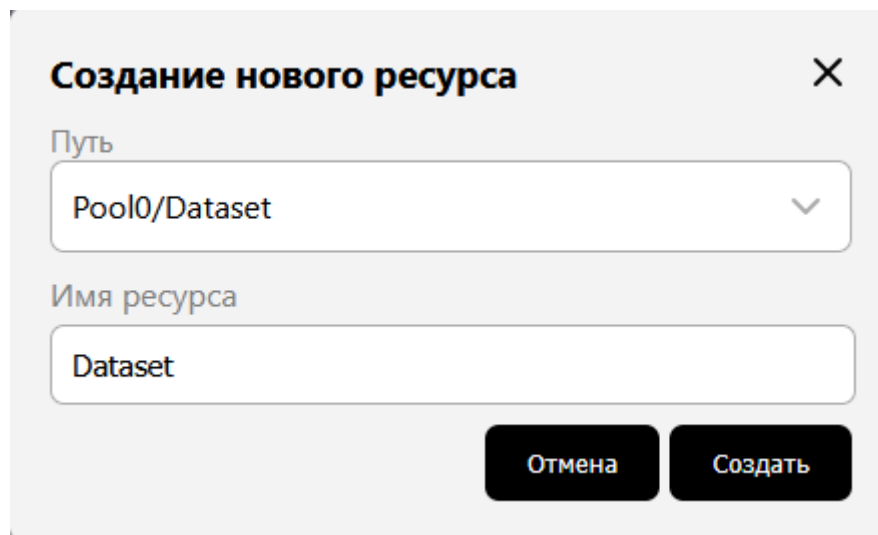 Создание нового ресурса
Путь
Pool0/Dataset
Имя ресурса
Dataset
Отмена
Создать